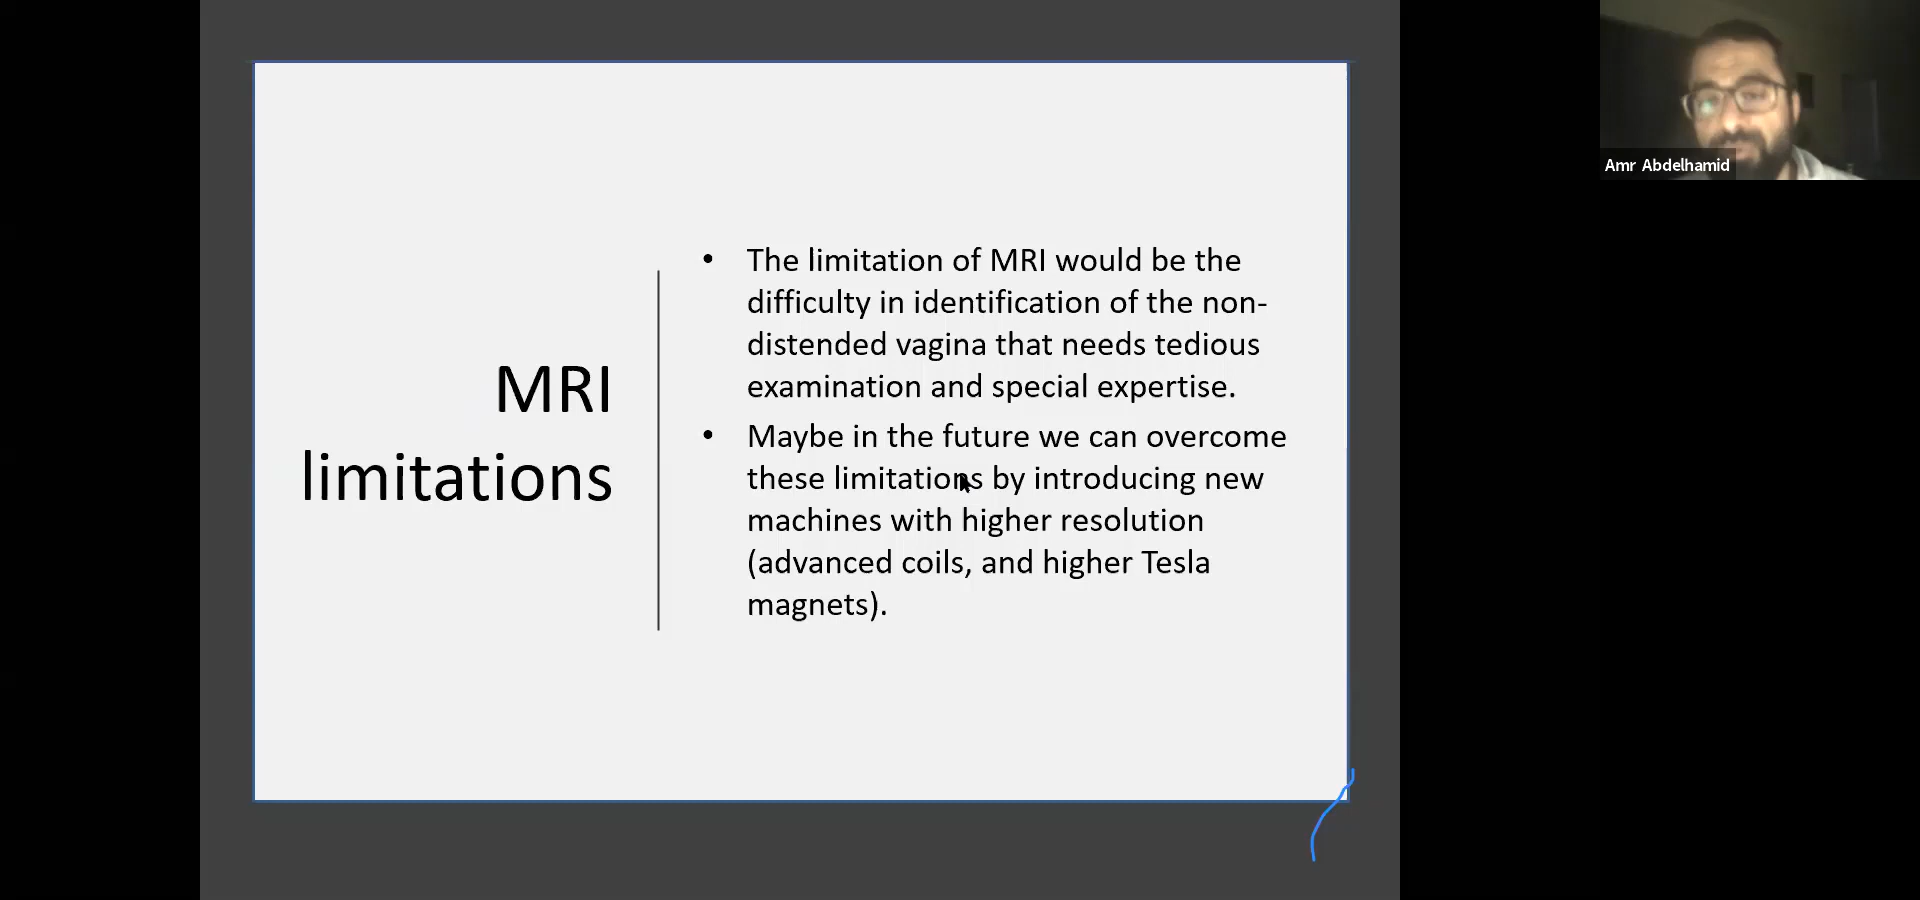 MRI
limitations
• The limitation of MRI would be the
difficulty in identification of the non-
distended vagina that needs tedious
examination and special expertise.
• Maybe in the future we can overcome
these limitations by introducing new
machines with higher resolution
(advanced coils, and higher Tesla
magnets).
Amr Abdelhamid